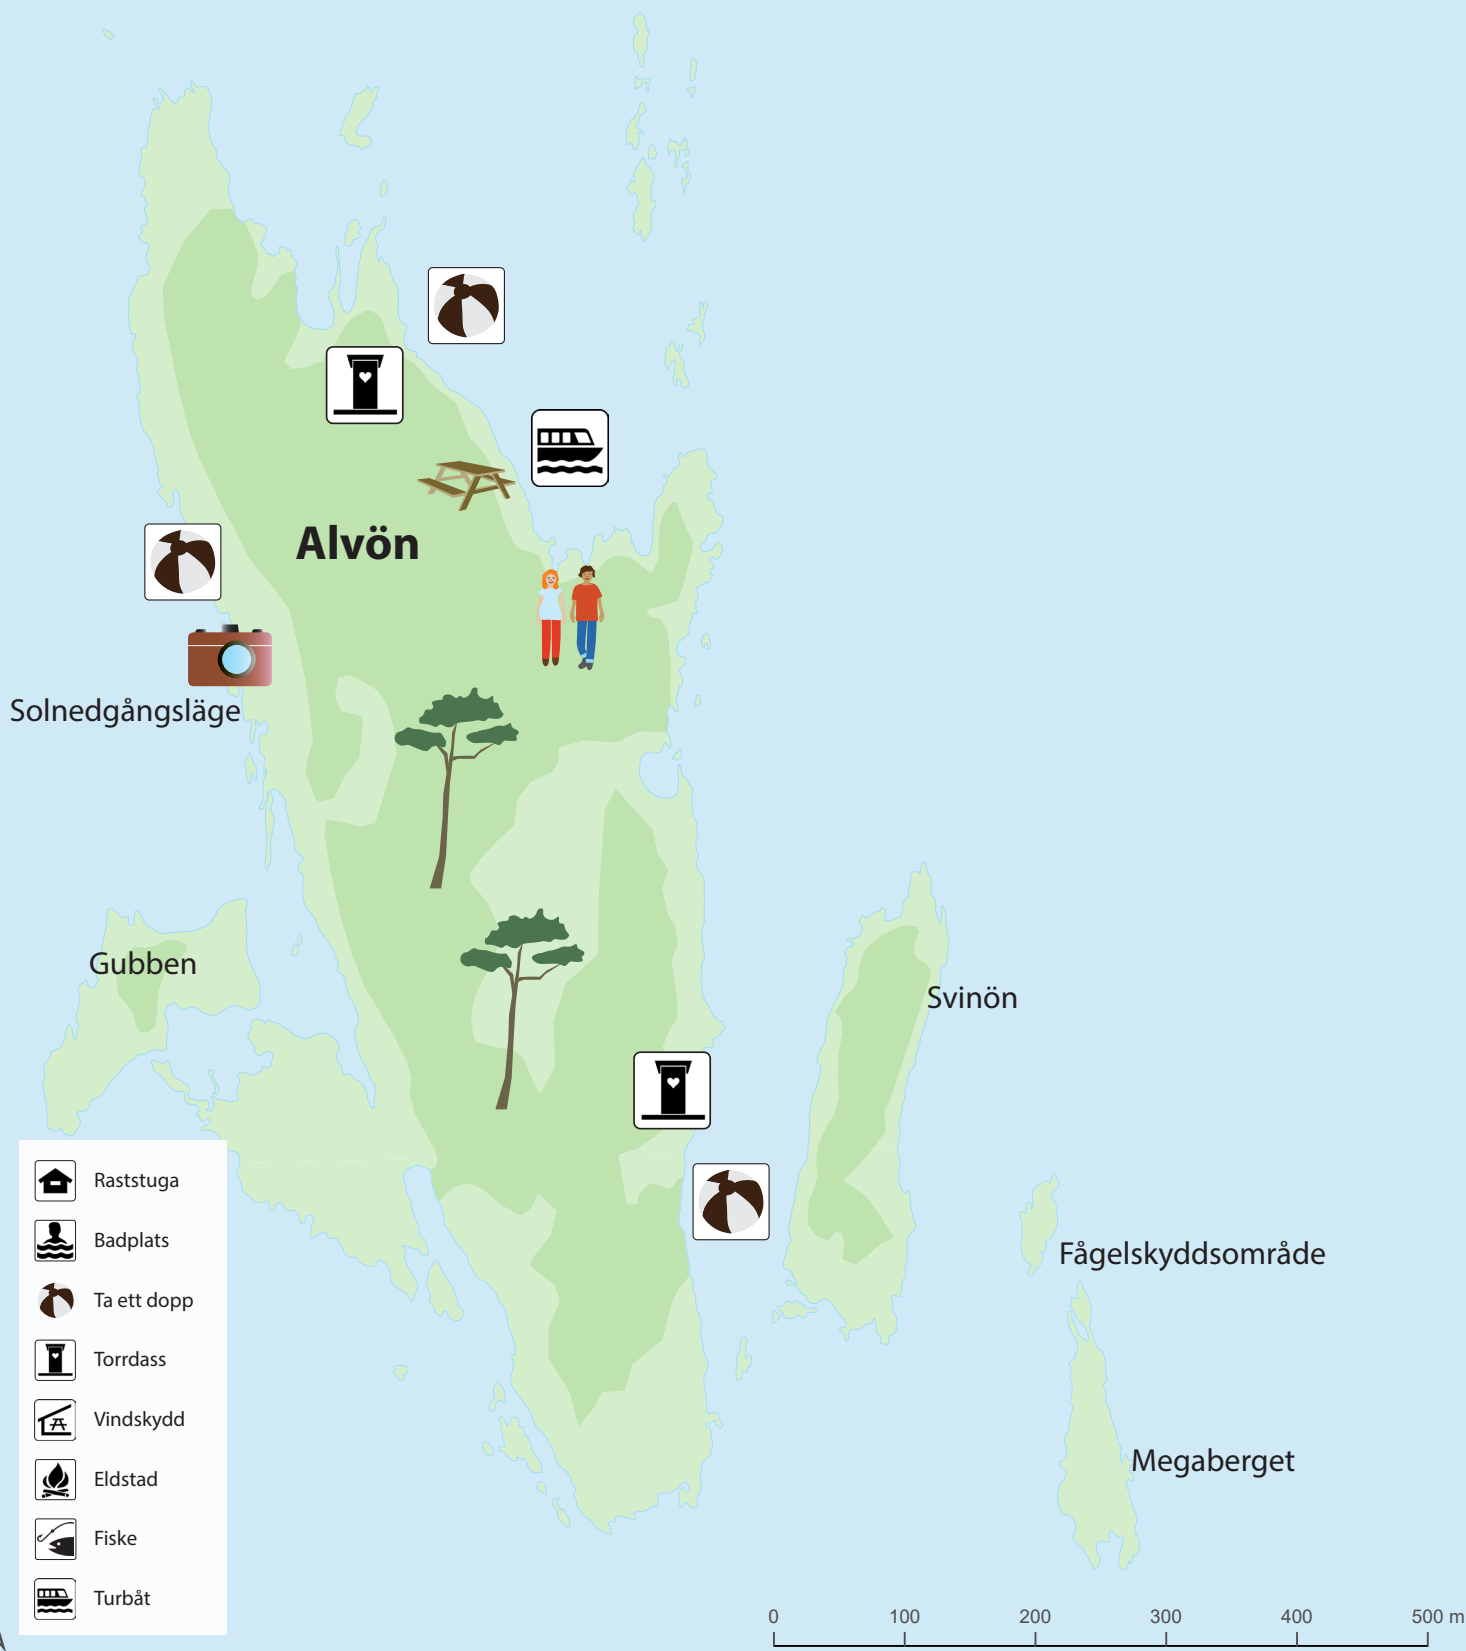 Alvön
Solnedgångsläge
Gubben
Svinön
Fågelskyddsområde
Megaberget
Raststuga
Badplats
Ta ett dopp
Torrdass
Vindskydd
Eldstad
Fiske
Turbåt
0 100 200 300 400 500 m